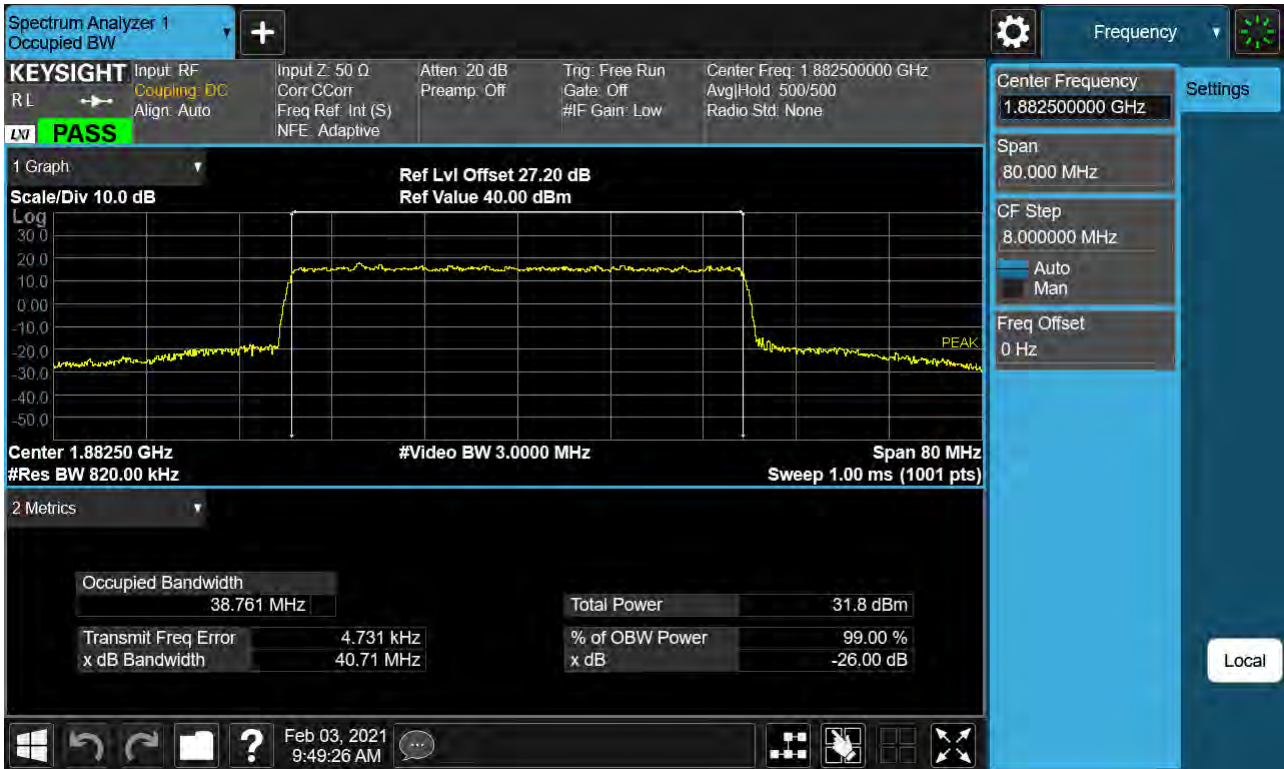 Spectrum Analyzer 1
Occupied BW
+
Frequency
KEYSIGHT
RL
LXI
PASS
Input: RF
Coupling: DC
Align: Auto
Input Z: 50 Ω
Corr CCorr
Freq Ref: Int (S)
NFE: Adaptive
Atten: 20 dB
Preamp: Off
Trig: Free Run
Gate: Off
#IF Gain: Low
Center Freq: 1.882500000 GHz
Avg|Hold: 500/500
Radio Std: None
Center Frequency
1.882500000 GHz
Settings
Span
80.000 MHz
CF Step
8.000000 MHz
Auto
Man
Freq Offset
0 Hz
1 Graph
Scale/Div 10.0 dB
Ref Lvl Offset 27.20 dB
Ref Value 40.00 dBm
Log
30.0
20.0
10.0
0.00
-10.0
-20.0
-30.0
-40.0
-50.0
PEAK
Center 1.88250 GHz
#Video BW 3.0000 MHz
Span 80 MHz
#Res BW 820.00 kHz
Sweep 1.00 ms (1001 pts)
2 Metrics
Occupied Bandwidth
38.761 MHz
Transmit Freq Error 4.731 kHz
x dB Bandwidth 40.71 MHz
Total Power 31.8 dBm
% of OBW Power 99.00 %
x dB -26.00 dB
Local
?
Feb 03, 2021
9:49:26 AM